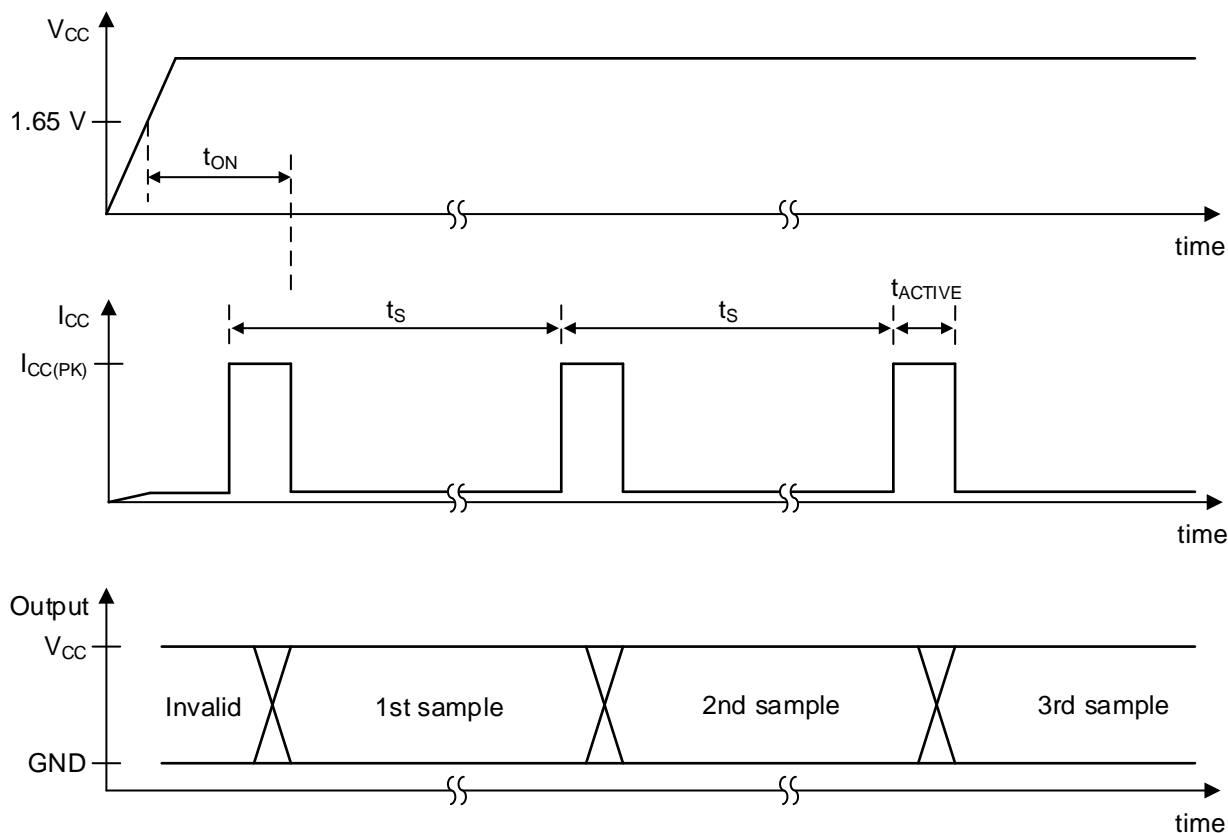 VCC
1.65 V
tON
time
tACTIVE
ICC
tS
tS
ICC(PK)
time
Output
VCC
Invalid
1st sample
2nd sample
3rd sample
GND
time